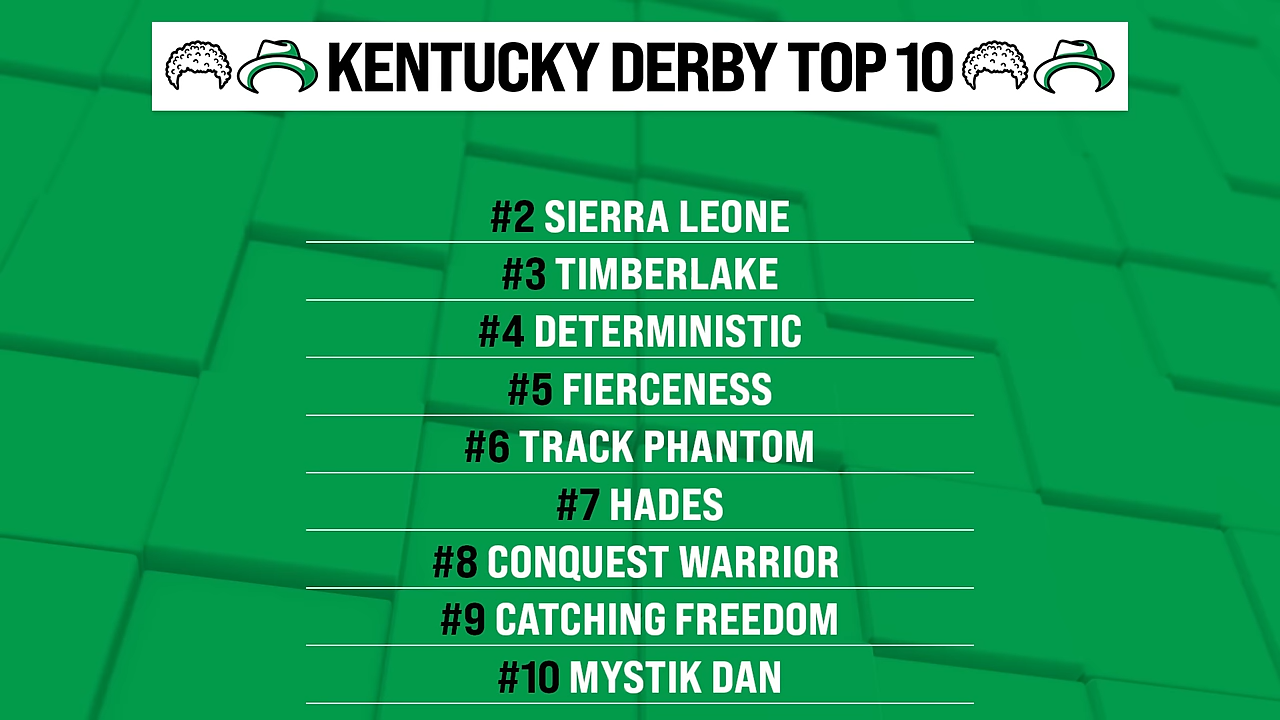 KENTUCKY DERBY TOP 10
#2 SIERRA LEONE
#3 TIMBERLAKE
#4 DETERMINISTIC
#5 FIERCENESS
#6 TRACK PHANTOM
#7 HADES
#8 CONQUEST WARRIOR
#9 CATCHING FREEDOM
#10 MYSTIK DAN